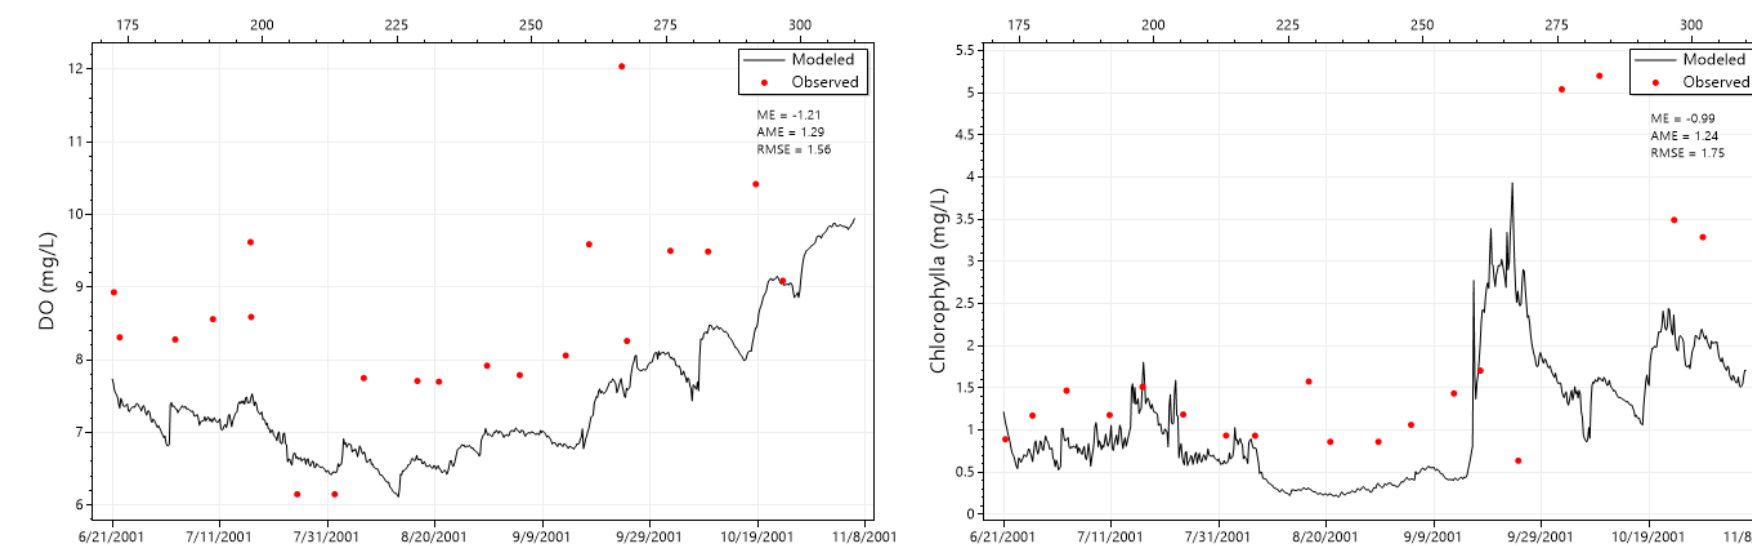 175 200 225 250 275 300
Modeled
Observed
ME = -1.21
AME = 1.29
RMSE = 1.56
12
11
10
9
8
7
6
DO (mg/L)
6/21/2001 7/11/2001 7/31/2001 8/20/2001 9/9/2001 9/29/2001 10/19/2001 11/8/2001
175 200 225 250 275 300
Modeled
Observed
ME = -0.99
AME = 1.24
RMSE = 1.75
5.5
5
4.5
4
3.5
3
2.5
2
1.5
1
0.5
0
Chlorophylla (mg/L)
6/21/2001 7/11/2001 7/31/2001 8/20/2001 9/9/2001 9/29/2001 10/19/2001 11/8